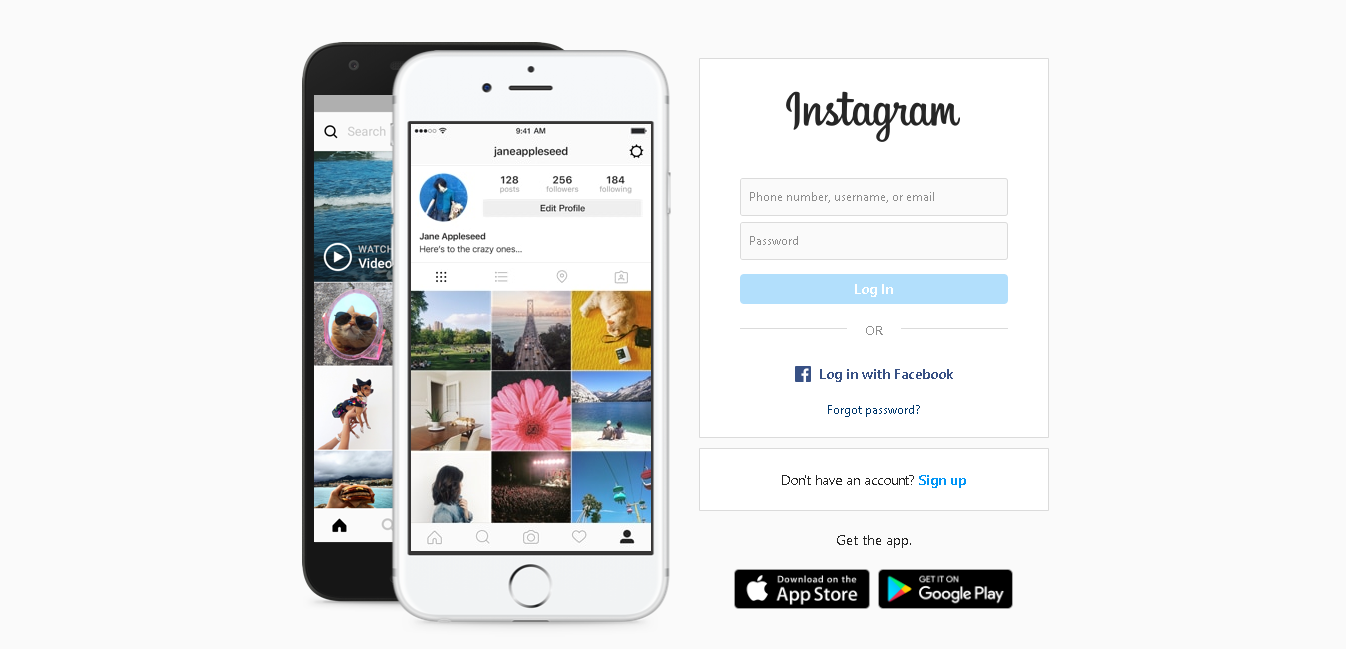 Search
WATCH
Video
9:41 AM
janeappleseed
128 256 184
posts followers following
Edit Profile
Jane Appleseed
Here's to the crazy ones...
Instagram
Phone number, username, or email
Password
Log In
OR
Log in with Facebook
Forgot password?
Don't have an account? Sign up
Get the app.
Download on the
App Store
GET IT ON
Google Play